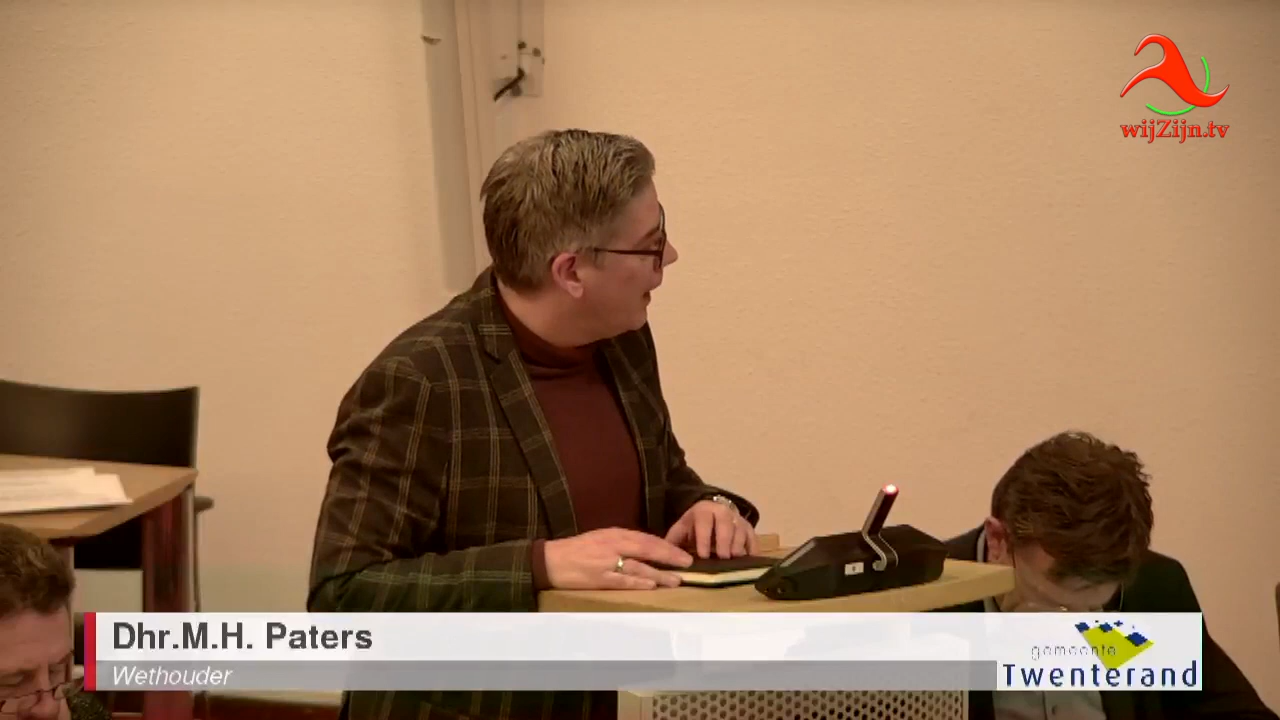 wijZijn.tv
Dhr.M.H. Paters
Wethouder
gemeente
Twenterand